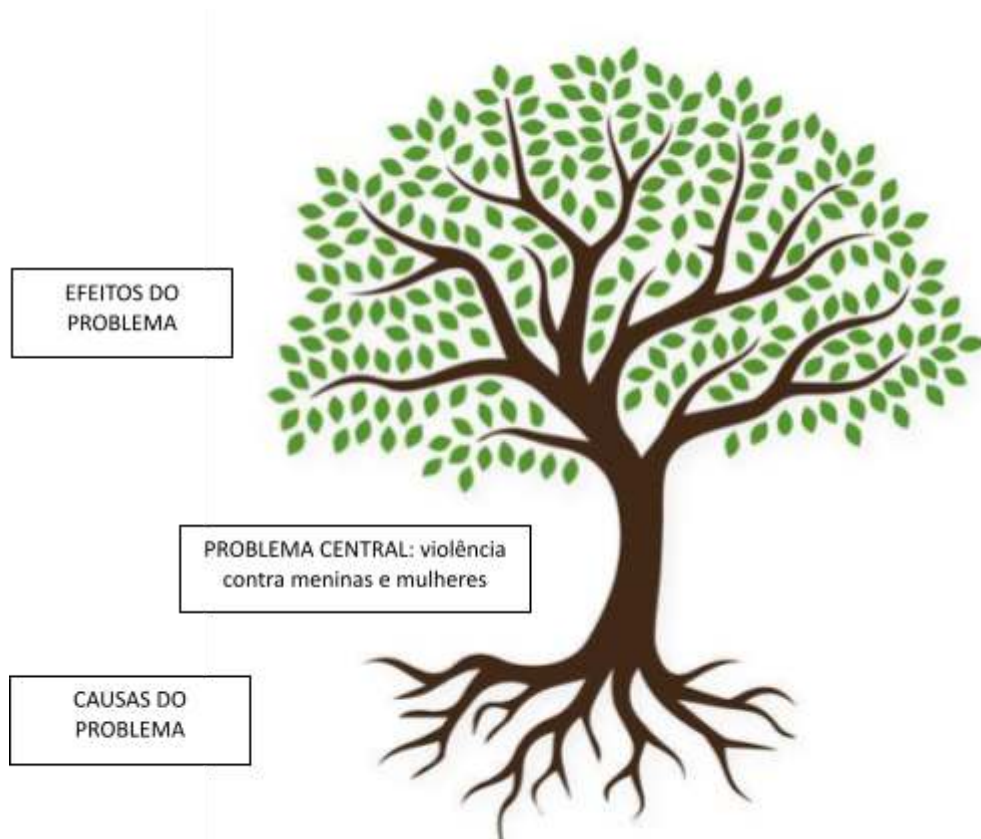 EFEITOS DO
PROBLEMA
PROBLEMA CENTRAL: violência
contra meninas e mulheres
CAUSAS DO
PROBLEMA